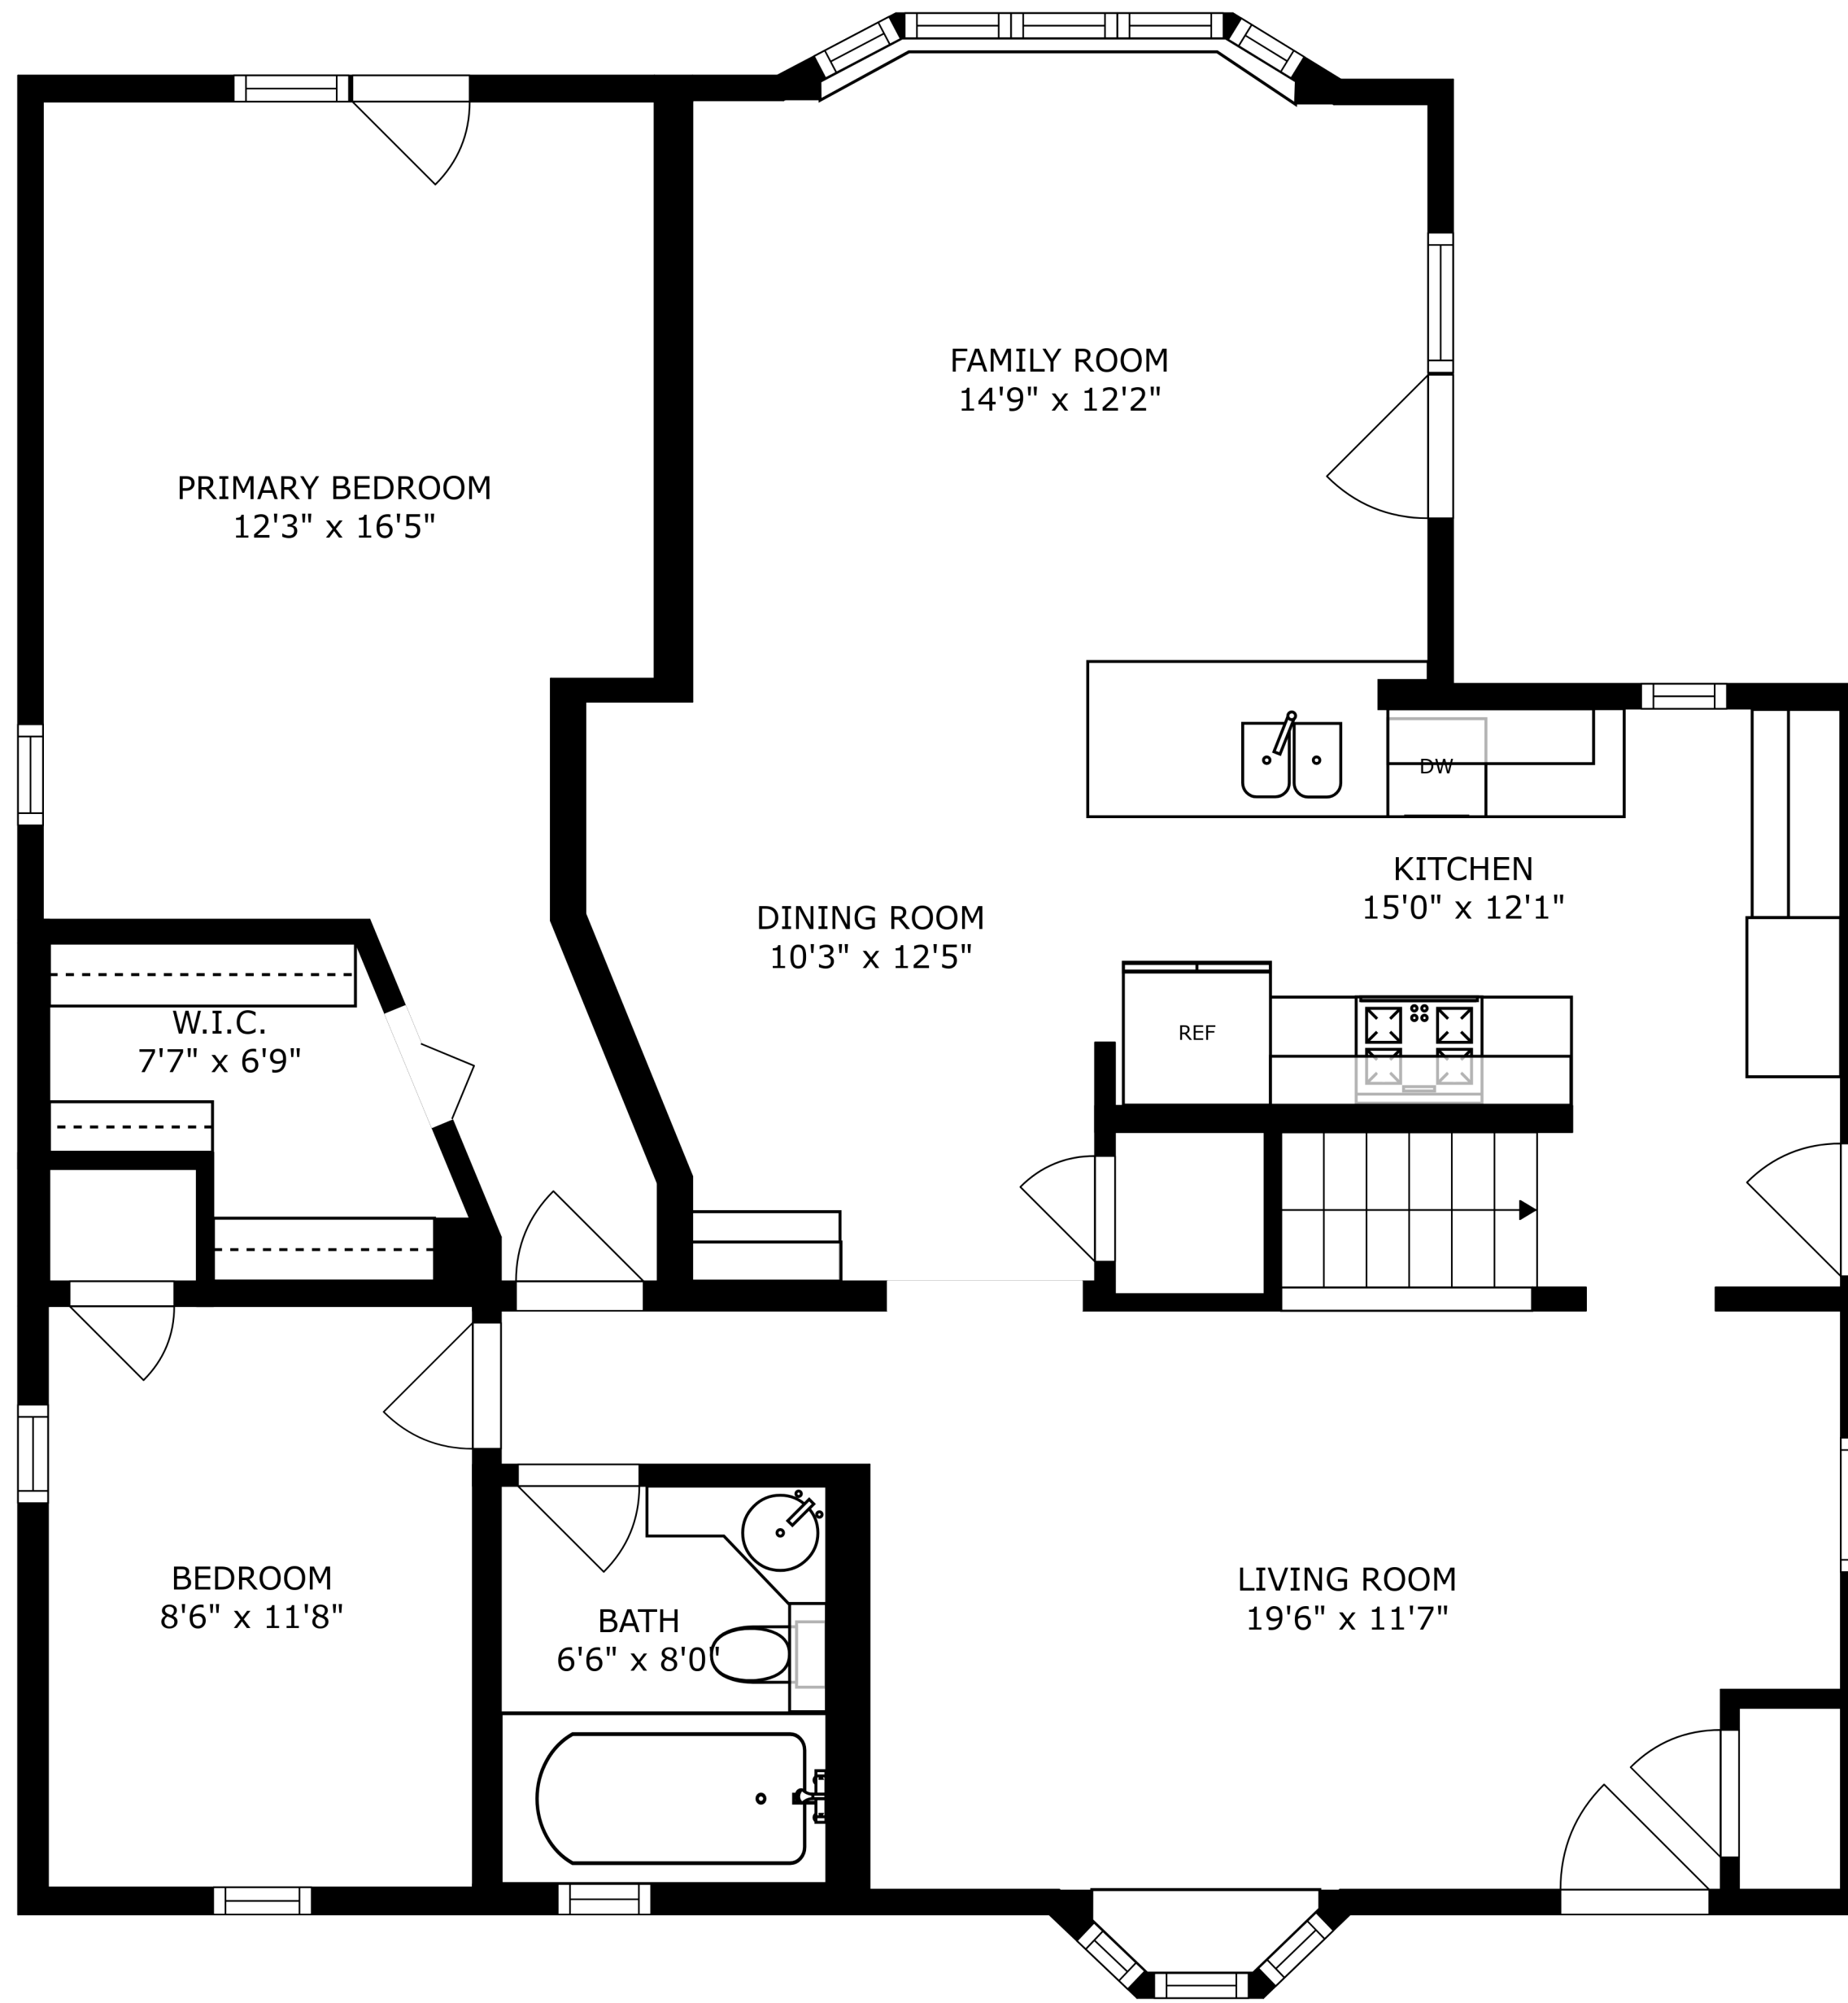 FAMILY ROOM
14'9" x 12'2"
PRIMARY BEDROOM
12'3" x 16'5"
DW
KITCHEN
15'0" x 12'1"
DINING ROOM
10'3" x 12'5"
W.I.C.
7'7" x 6'9"
REF
BEDROOM
8'6" x 11'8"
LIVING ROOM
19'6" x 11'7"
BATH
6'6" x 8'0"